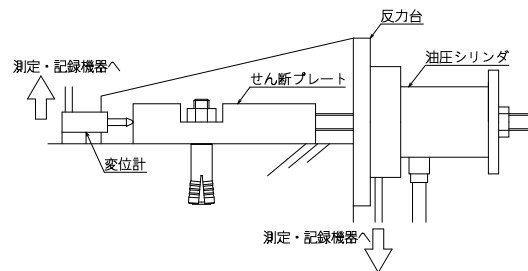 反力台
測定・記録機器へ
油圧シリンダ
せん断プレート
変位計
測定・記録機器へ